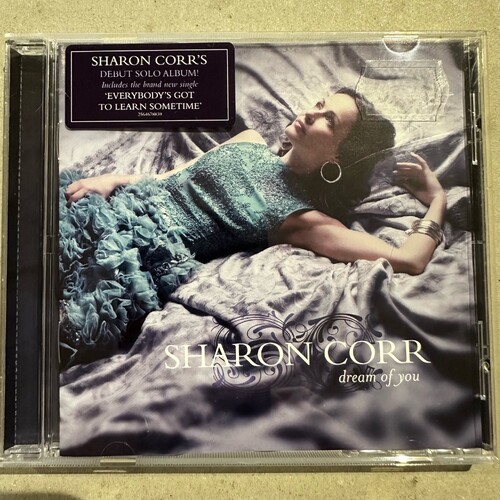 SHARON CORR'S
DEBUT SOLO ALBUM!
Includes the brand new single
'EVERYBODY'S GOT
TO LEARN SOMETIME'
SHARON CORR
dream of you